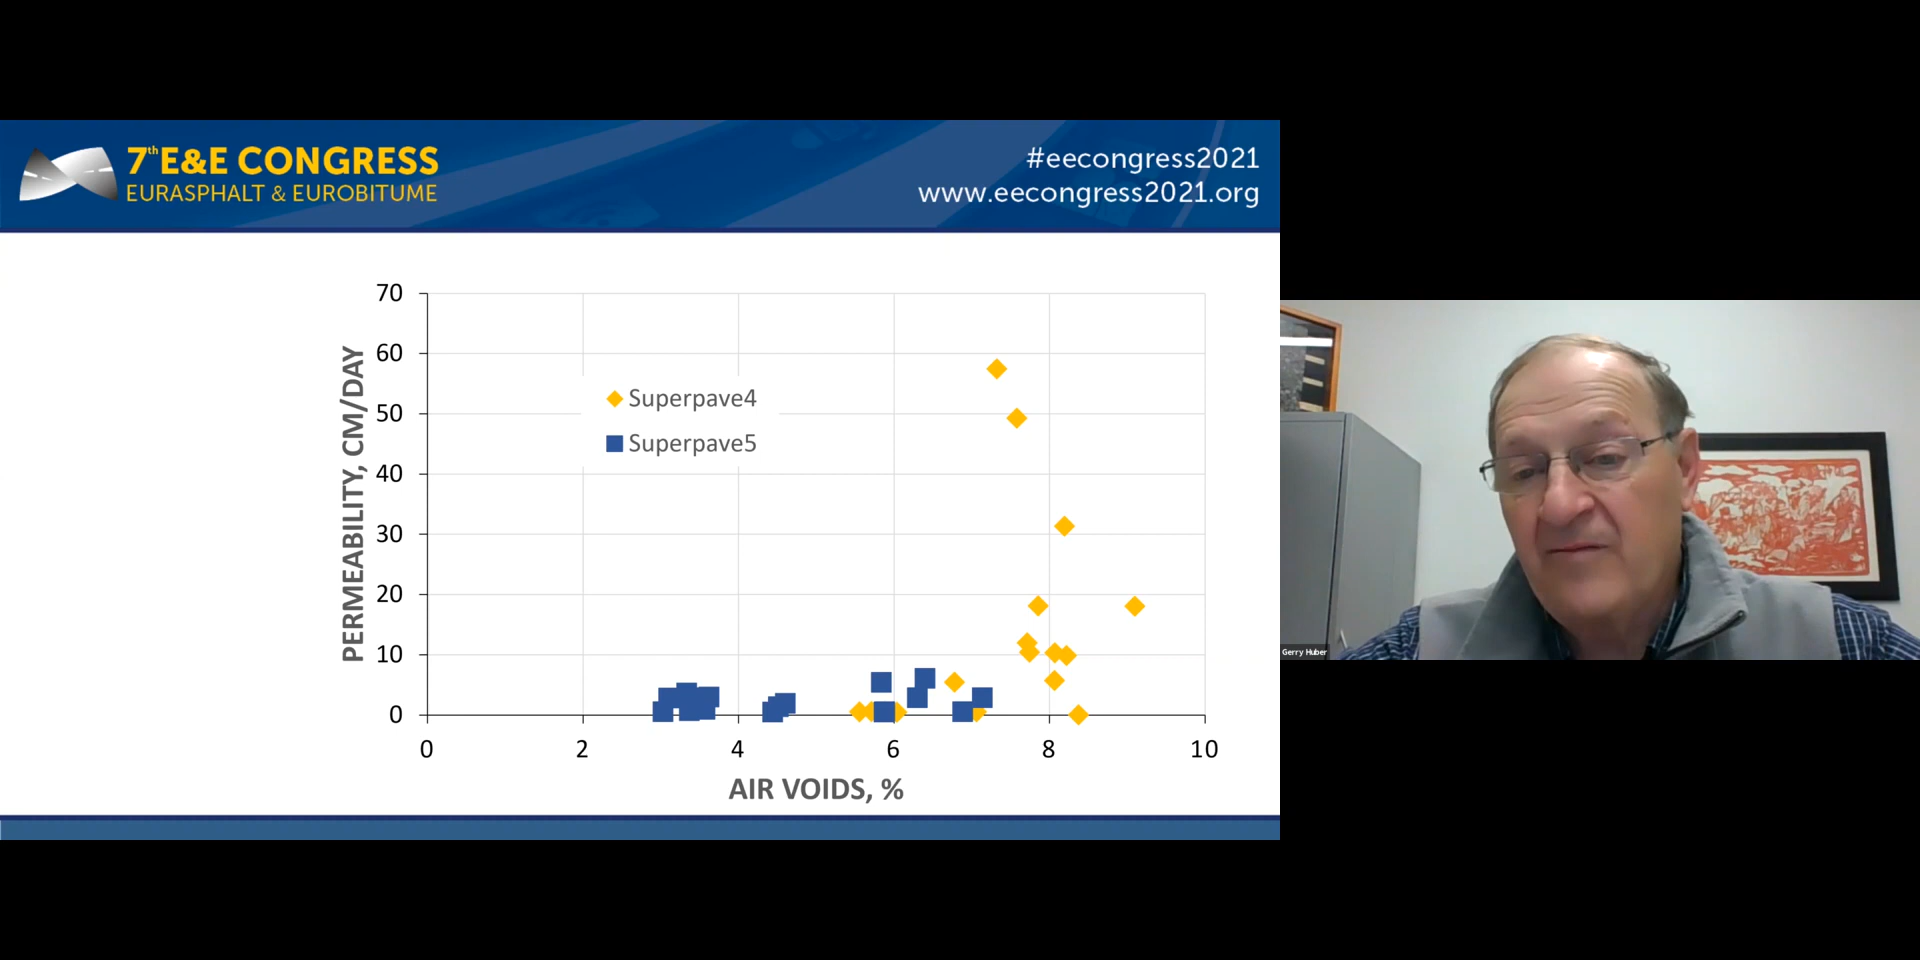 7th E&E CONGRESS
EURASPHALT & EUROBITUME
#eecongress2021
www.eecongress2021.org
PERMEABILITY, CM/DAY
70
60
50
40
30
20
10
0
Superpave4
Superpave5
0 2 4 6 8 10
AIR VOIDS, %
Gerry Huber